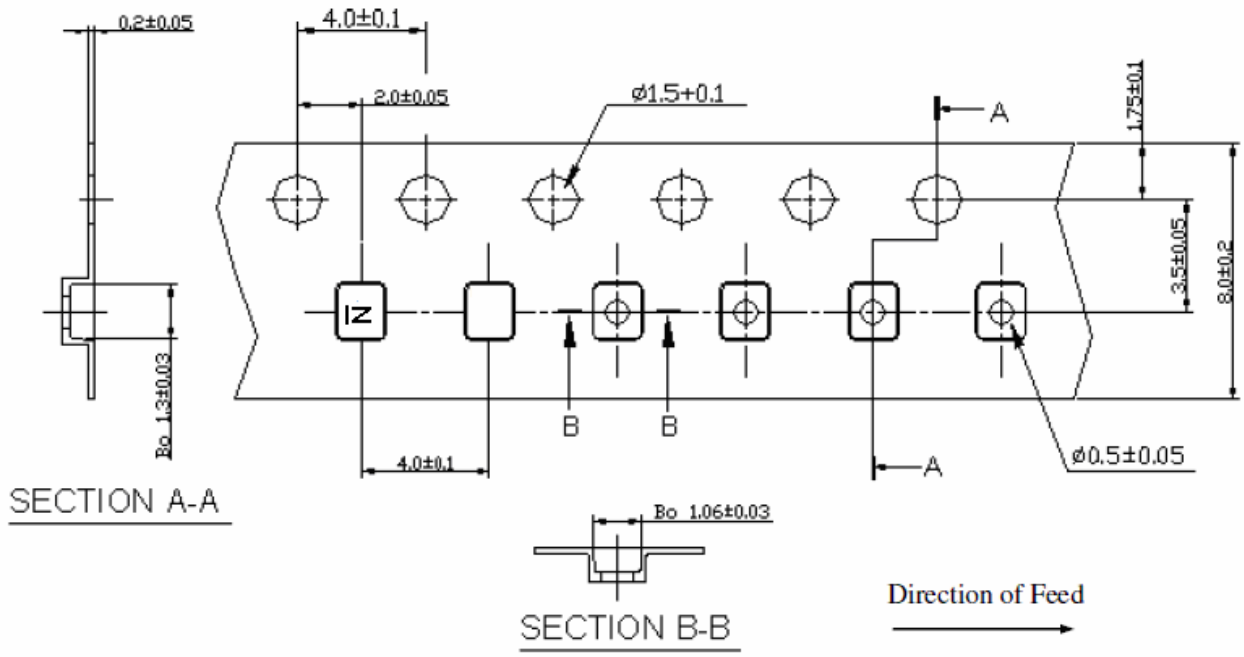 0.2±0.05
4.0±0.1
2.0±0.05
ø1.5+0.1
A
1.75±0.1
3.5±0.05
8.0±0.2
IZ
Bo 1.3±0.03
B
B
4.0±0.1
A
ø0.5±0.05
SECTION A-A
Bo 1.06±0.03
SECTION B-B
Direction of Feed